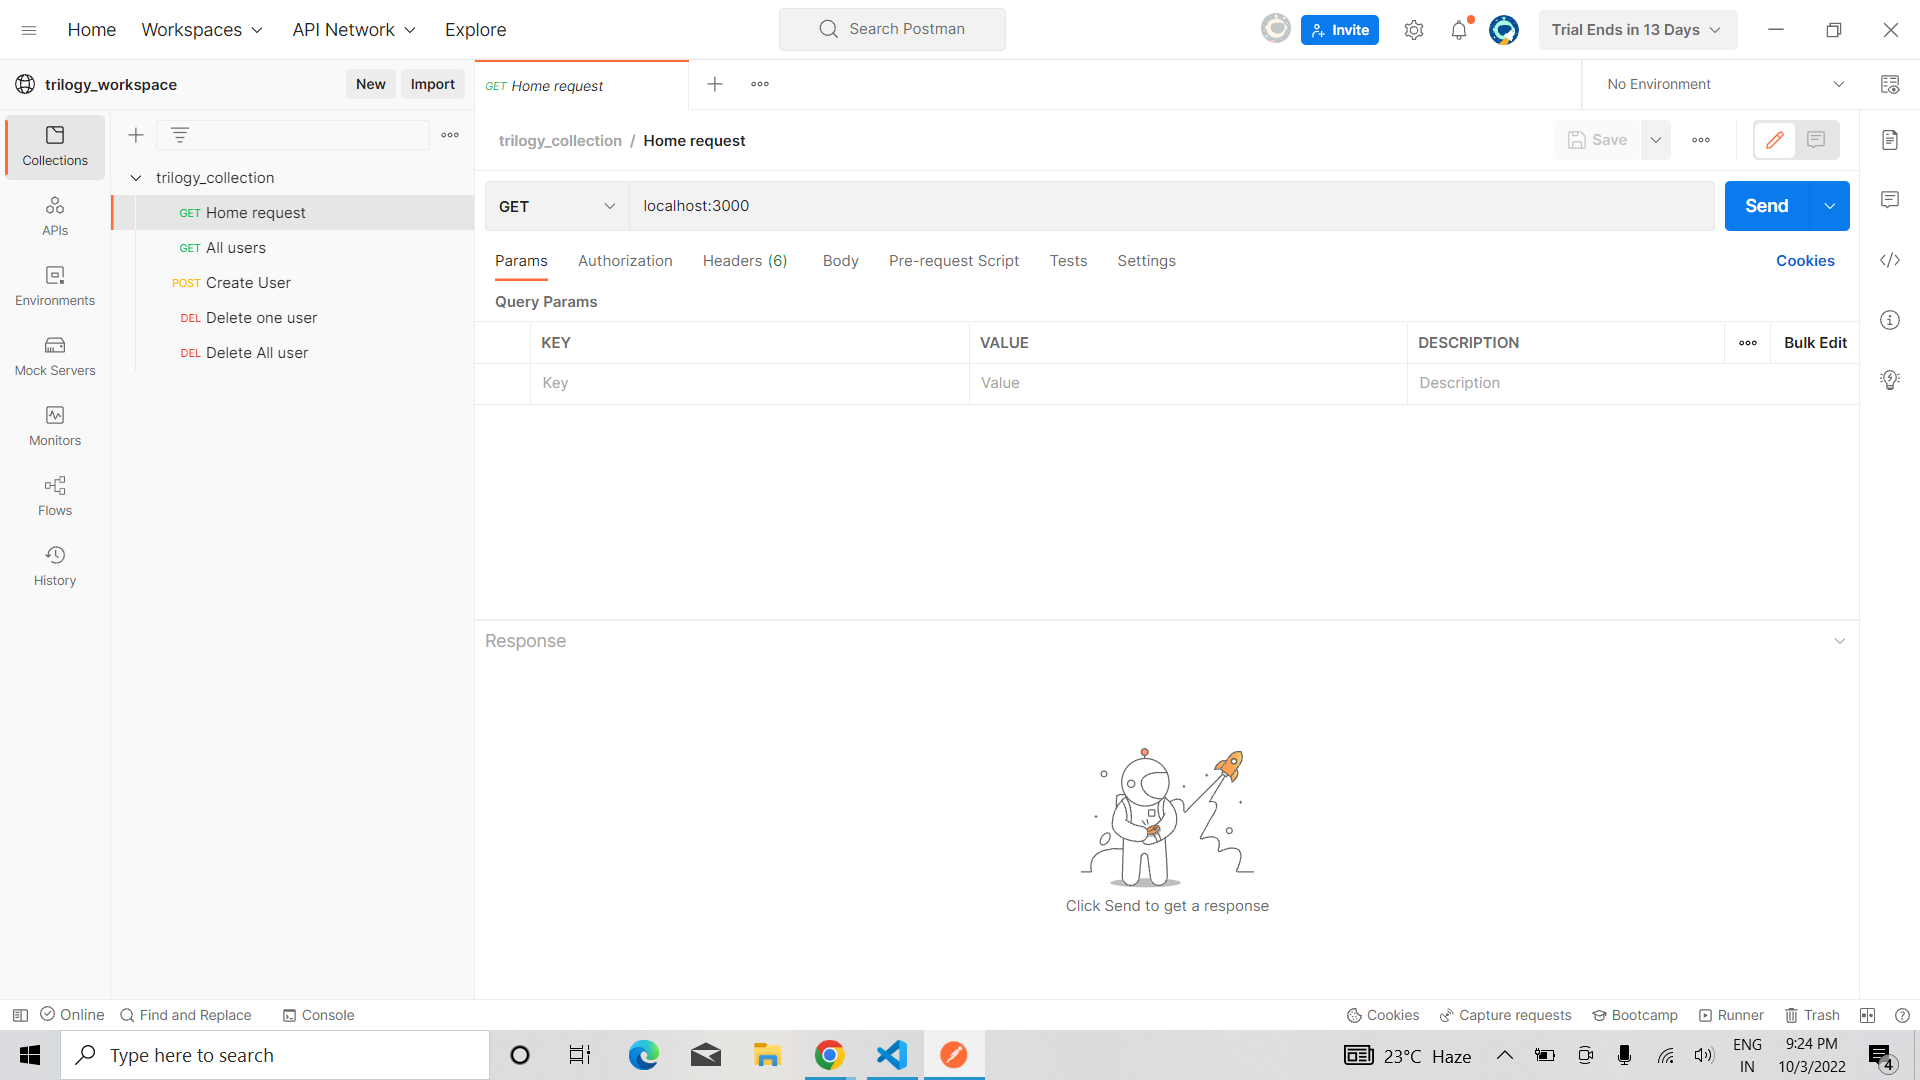 Home
Workspaces
API Network
Explore
Search Postman
Invite
Trial Ends in 13 Days
trilogy_workspace
New
Import
GET Home request
No Environment
Collections
APIs
Environments
Mock Servers
Monitors
Flows
History
trilogy_collection
GET Home request
GET All users
POST Create User
DEL Delete one user
DEL Delete All user
trilogy_collection / Home request
Save
GET
localhost:3000
Send
Params
Authorization
Headers (6)
Body
Pre-request Script
Tests
Settings
Cookies
Query Params
KEY
VALUE
DESCRIPTION
Bulk Edit
Key
Value
Description
Response
Click Send to get a response
Online
Find and Replace
Console
Cookies
Capture requests
Bootcamp
Runner
Trash
Type here to search
23°C Haze
ENG
IN
9:24 PM
10/3/2022
4